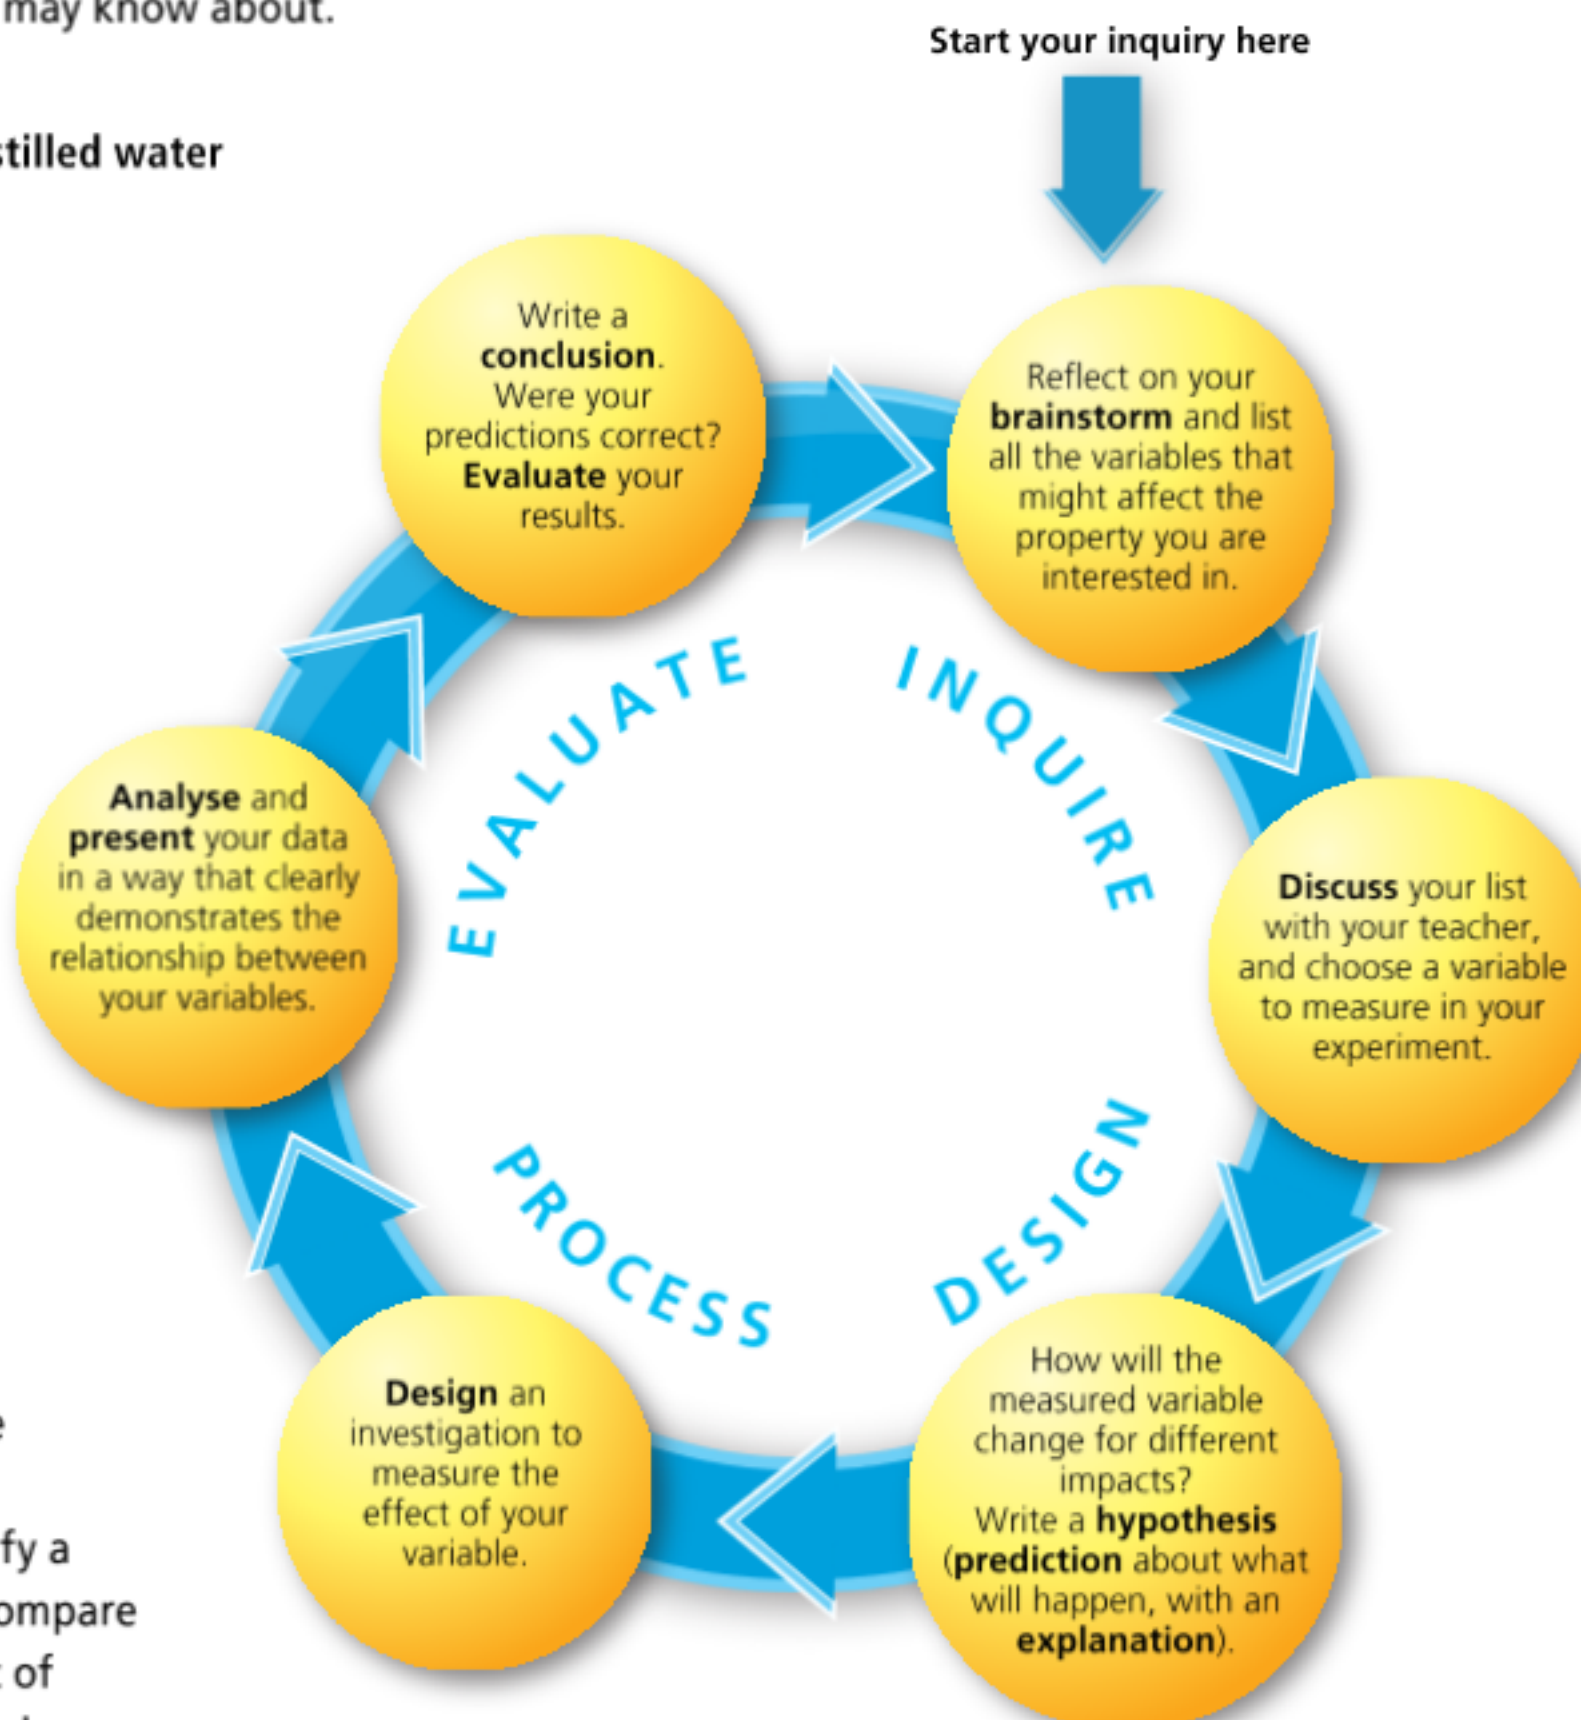 may know about.
Start your inquiry here
stilled water
Reflect on your
brainstorm and list
all the variables that
might affect the
property you are
interested in.
Discuss your list
with your teacher,
and choose a variable
to measure in your
experiment.
How will the
measured variable
change for different
impacts?
Write a hypothesis
(prediction about what
will happen, with an
explanation).
Design an
investigation to
measure the
effect of your
variable.
Analyse and
present your data
in a way that clearly
demonstrates the
relationship between
your variables.
Write a
conclusion.
Were your
predictions correct?
Evaluate your
results.
INQUIRE
DESIGN
PROCESS
EVALUATE
e
fy a
ompare
of